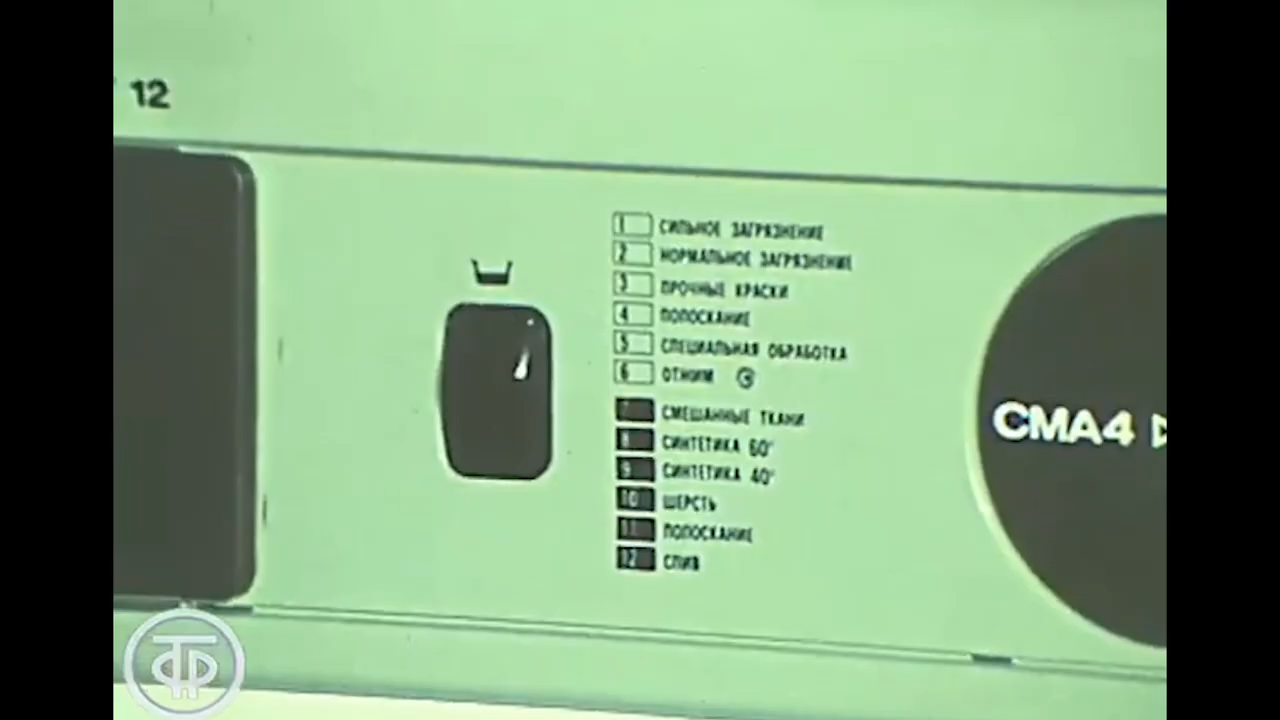 12
1 СИЛЬНОЕ ЗАГРЯЗНЕНИЕ
2 НОРМАЛЬНОЕ ЗАГРЯЗНЕНИЕ
3 ПРОЧНЫЕ КРАСКИ
4 ПОЛОСКАНИЕ
5 СПЕЦИАЛЬНАЯ ОБРАБОТКА
6 ОТЖИМ
7 СМЕШАННЫЕ ТКАНИ
8 СИНТЕТИКА 60°
9 СИНТЕТИКА 40°
10 ШЕРСТЬ
11 ПОЛОСКАНИЕ
12 СЛИВ
СМА4